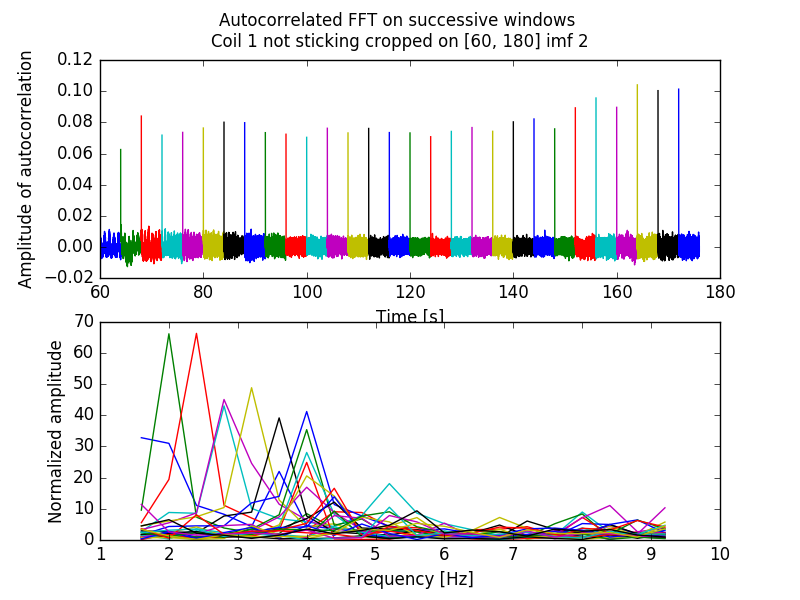 Autocorrelated FFT on successive windows
Coil 1 not sticking cropped on [60, 180] imf 2
Amplitude of autocorrelation
0.12
0.10
0.08
0.06
0.04
0.02
0.00
−0.02
60 80 100 120 140 160 180
Time [s]
Normalized amplitude
70
60
50
40
30
20
10
0
1 2 3 4 5 6 7 8 9 10
Frequency [Hz]